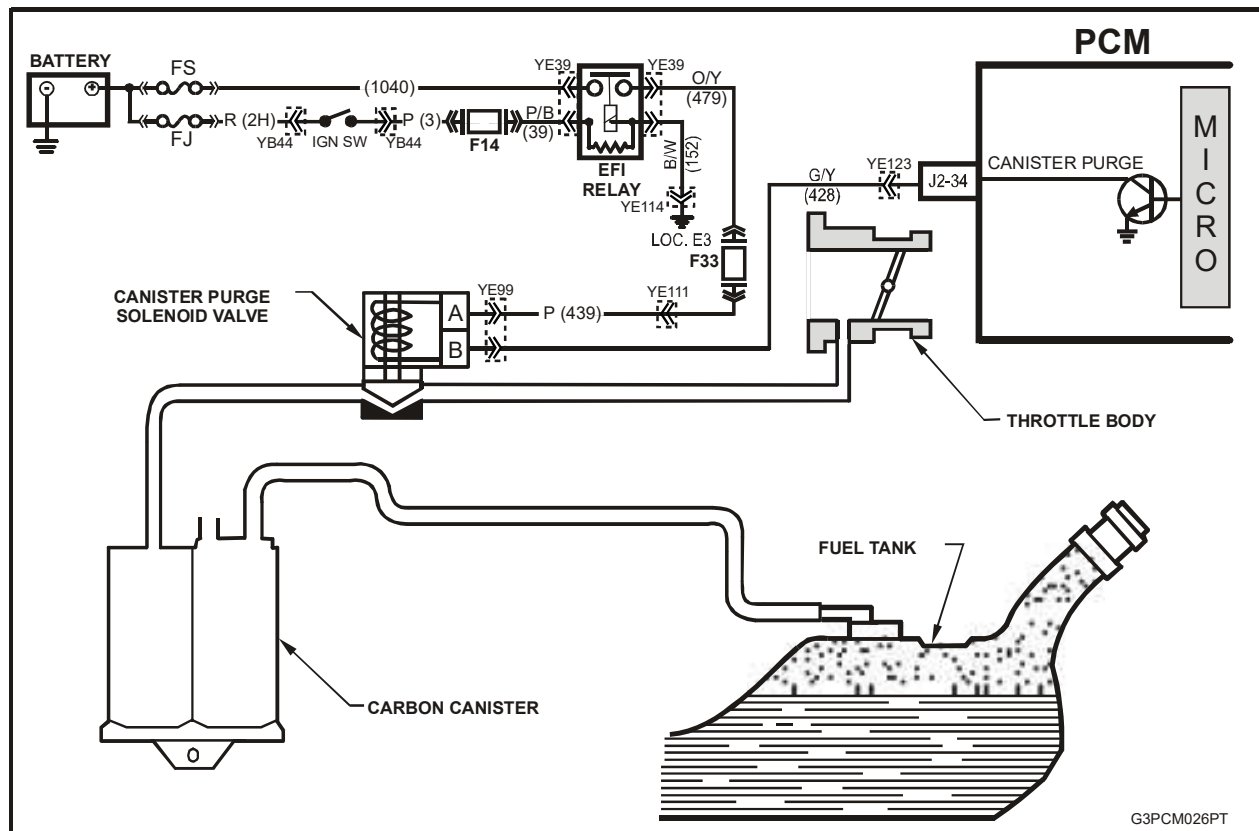 PCM
BATTERY
FS
YE39
YE39
O/Y
(479)
(1040)
R (2H)
FJ
YB44
IGN SW
YB44
P (3)
F14
P/B
(39)
EFI
RELAY
B/W
(152)
YE114
LOC. E3
F33
G/Y
(428)
YE123
J2-34
CANISTER PURGE
MICRO
CANISTER PURGE
SOLENOID VALVE
A
B
YE99
P (439)
YE111
THROTTLE BODY
FUEL TANK
CARBON CANISTER
G3PCM026PT